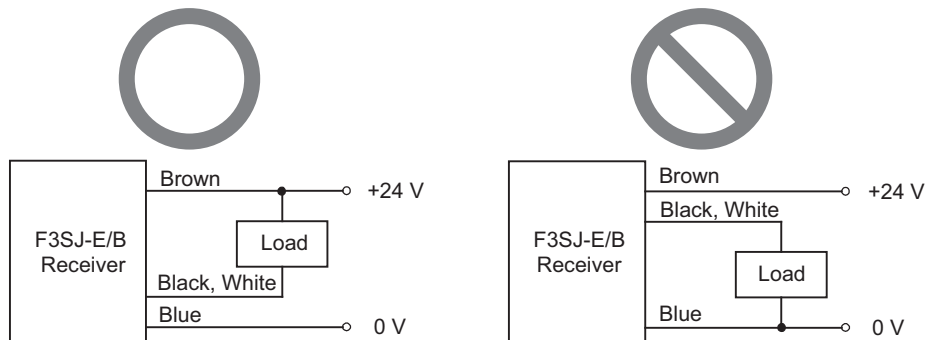 Brown
+24 V
F3SJ-E/B
Receiver
Load
Black, White
Blue
0 V
Brown
+24 V
Black, White
F3SJ-E/B
Receiver
Load
Blue
0 V